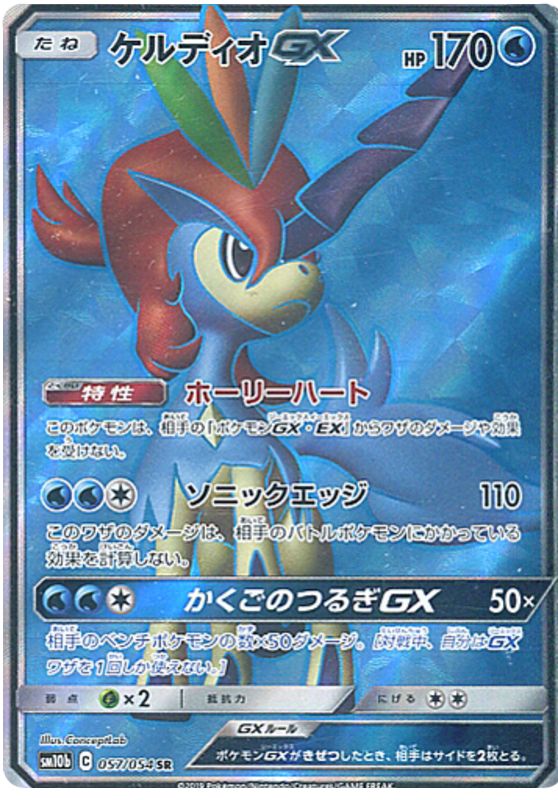 たね ケルディオGX HP170
特性 ホーリーハート
このポケモンは、相手の「ポケモンGX・EX」からワザのダメージや効果
を受けない。
ソニックエッジ 110
このワザのダメージは、相手のバトルポケモンにかかっている
効果を計算しない。
かくごのつるぎGX 50×
相手のベンチポケモンの数×50ダメージ。[対戦中、自分はGX
ワザを1回しか使えない。]
弱点 ×2 抵抗力 にげる
Illus. ConceptLab
GXルール
sm10b C 057/054 SR
ポケモンGXがきぜつしたとき、相手はサイドを2枚とる。
©2019 Pokémon/Nintendo/Creatures/GAME FREAK